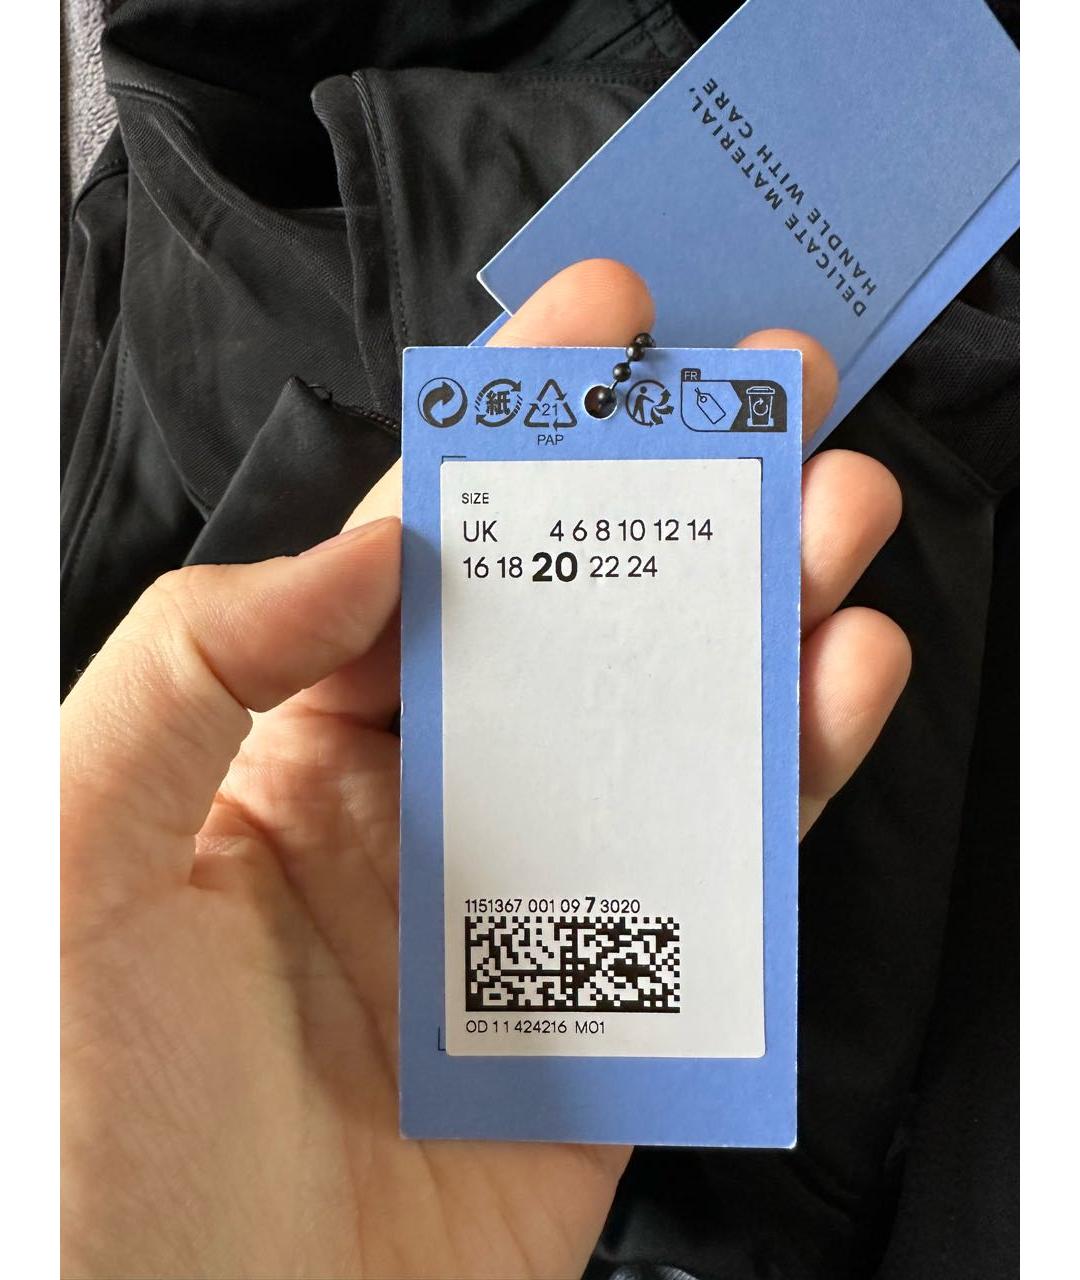 DELICATE MATERIAL,
HANDLE WITH CARE
紙
21
PAP
FR
SIZE
UK 4 6 8 10 12 14
16 18 20 22 24
1151367 001 09 7 3020
OD 11 424216 M01